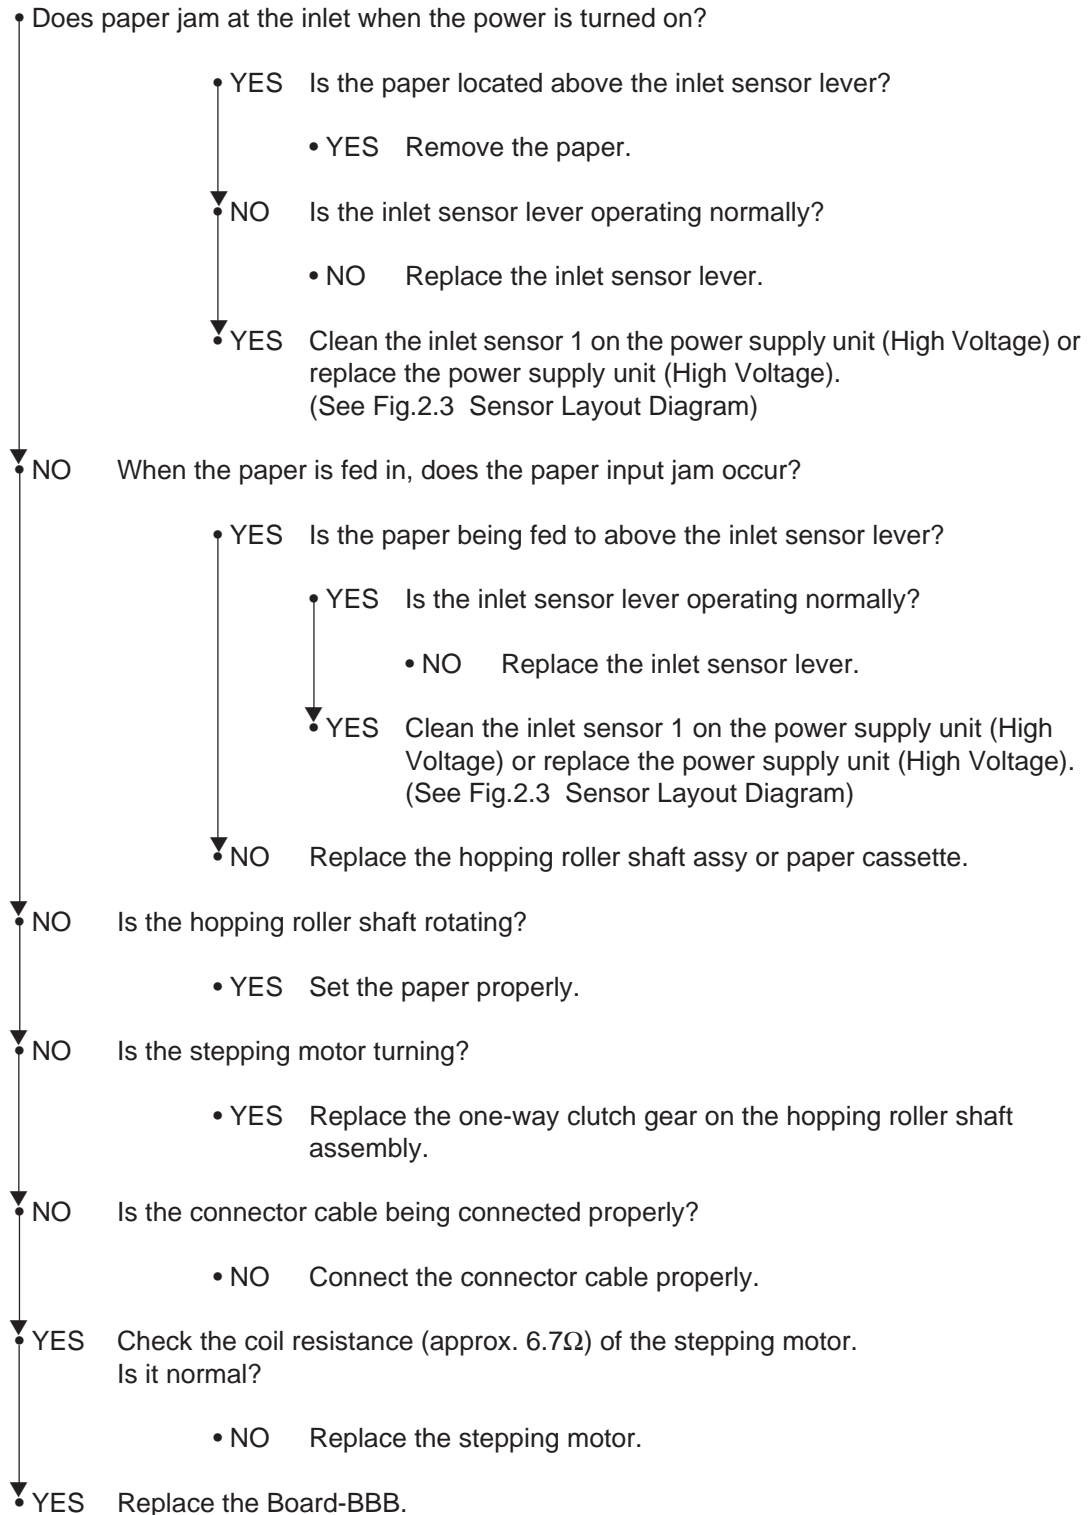 • Does paper jam at the inlet when the power is turned on?
• YES Is the paper located above the inlet sensor lever?
• YES Remove the paper.
• NO Is the inlet sensor lever operating normally?
• NO Replace the inlet sensor lever.
• YES Clean the inlet sensor 1 on the power supply unit (High Voltage) or
replace the power supply unit (High Voltage).
(See Fig.2.3 Sensor Layout Diagram)
• NO When the paper is fed in, does the paper input jam occur?
• YES Is the paper being fed to above the inlet sensor lever?
• YES Is the inlet sensor lever operating normally?
• NO Replace the inlet sensor lever.
• YES Clean the inlet sensor 1 on the power supply unit (High
Voltage) or replace the power supply unit (High Voltage).
(See Fig.2.3 Sensor Layout Diagram)
• NO Replace the hopping roller shaft assy or paper cassette.
• NO Is the hopping roller shaft rotating?
• YES Set the paper properly.
• NO Is the stepping motor turning?
• YES Replace the one-way clutch gear on the hopping roller shaft
assembly.
• NO Is the connector cable being connected properly?
• NO Connect the connector cable properly.
• YES Check the coil resistance (approx. 6.7Ω) of the stepping motor.
Is it normal?
• NO Replace the stepping motor.
• YES Replace the Board-BBB.